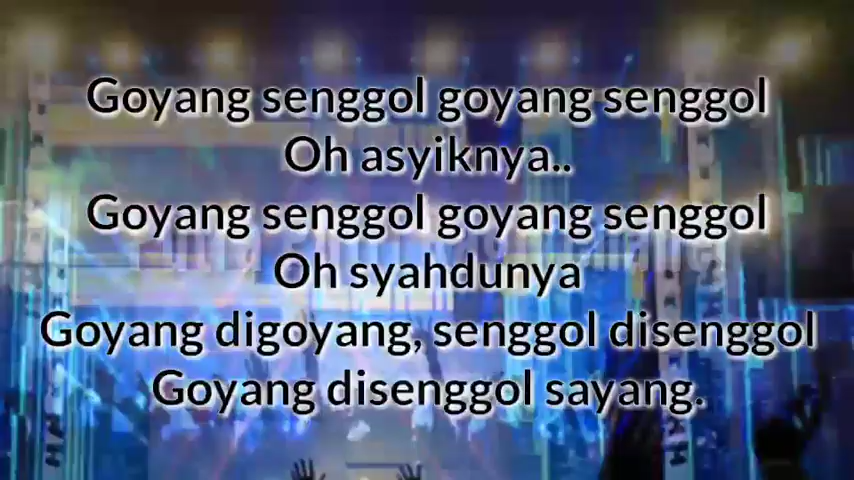 Goyang senggol goyang senggol
Oh asyiknya..
Goyang senggol goyang senggol
Oh syahdunya
Goyang digoyang, senggol disenggol
Goyang disenggol sayang.